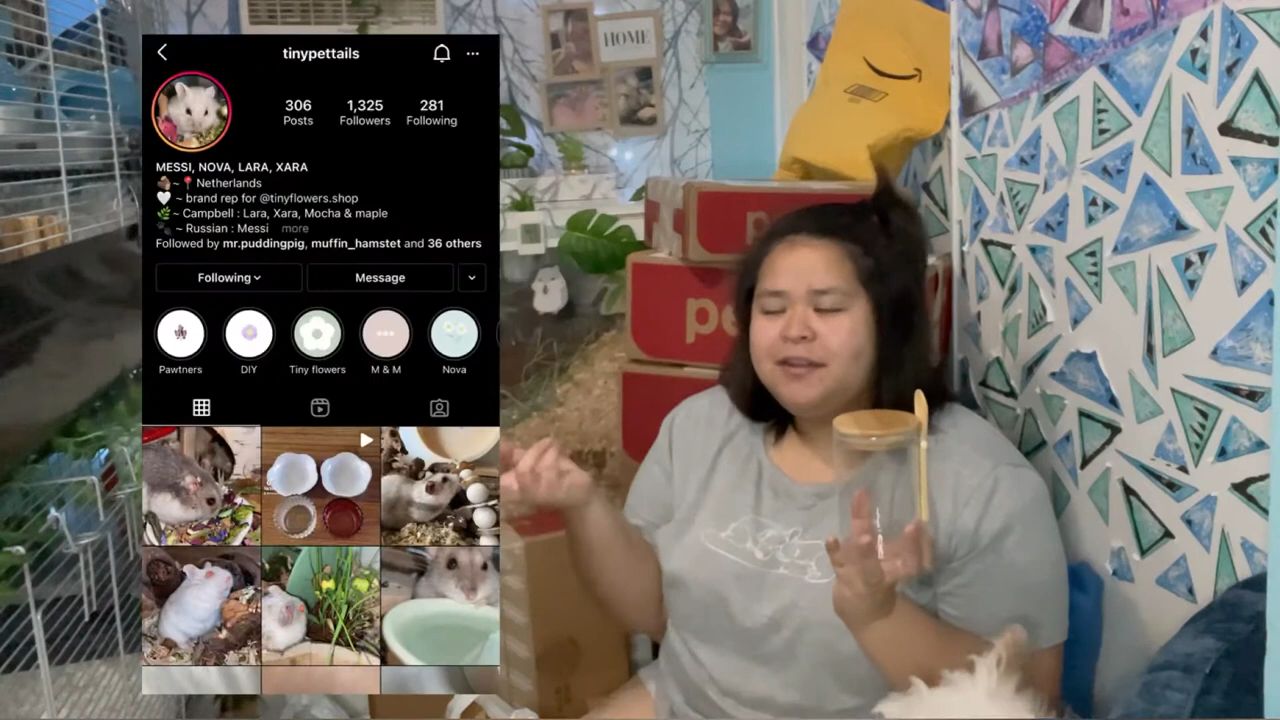 tinypettails
306
1,325
281
Posts
Followers
Following
MESSI, NOVA, LARA, XARA
~ Netherlands
~ brand rep for @tinyflowers.shop
~ Campbell : Lara, Xara, Mocha & maple
~ Russian : Messi more
Followed by mr.puddingpig, muffin_hamstet and 36 others
Following
Message
Pawtners
DIY
Tiny flowers
M & M
Nova
HOME